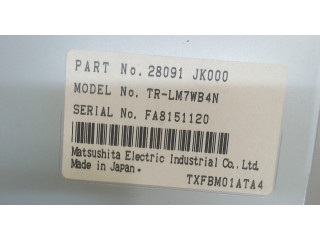 PART No. 28091 JK000
MODEL No. TR-LM7WB4N
SERIAL No. FA8151120
Matsushita Electric Industrial Co., Ltd.
Made in Japan.
TXFBM01ATA4